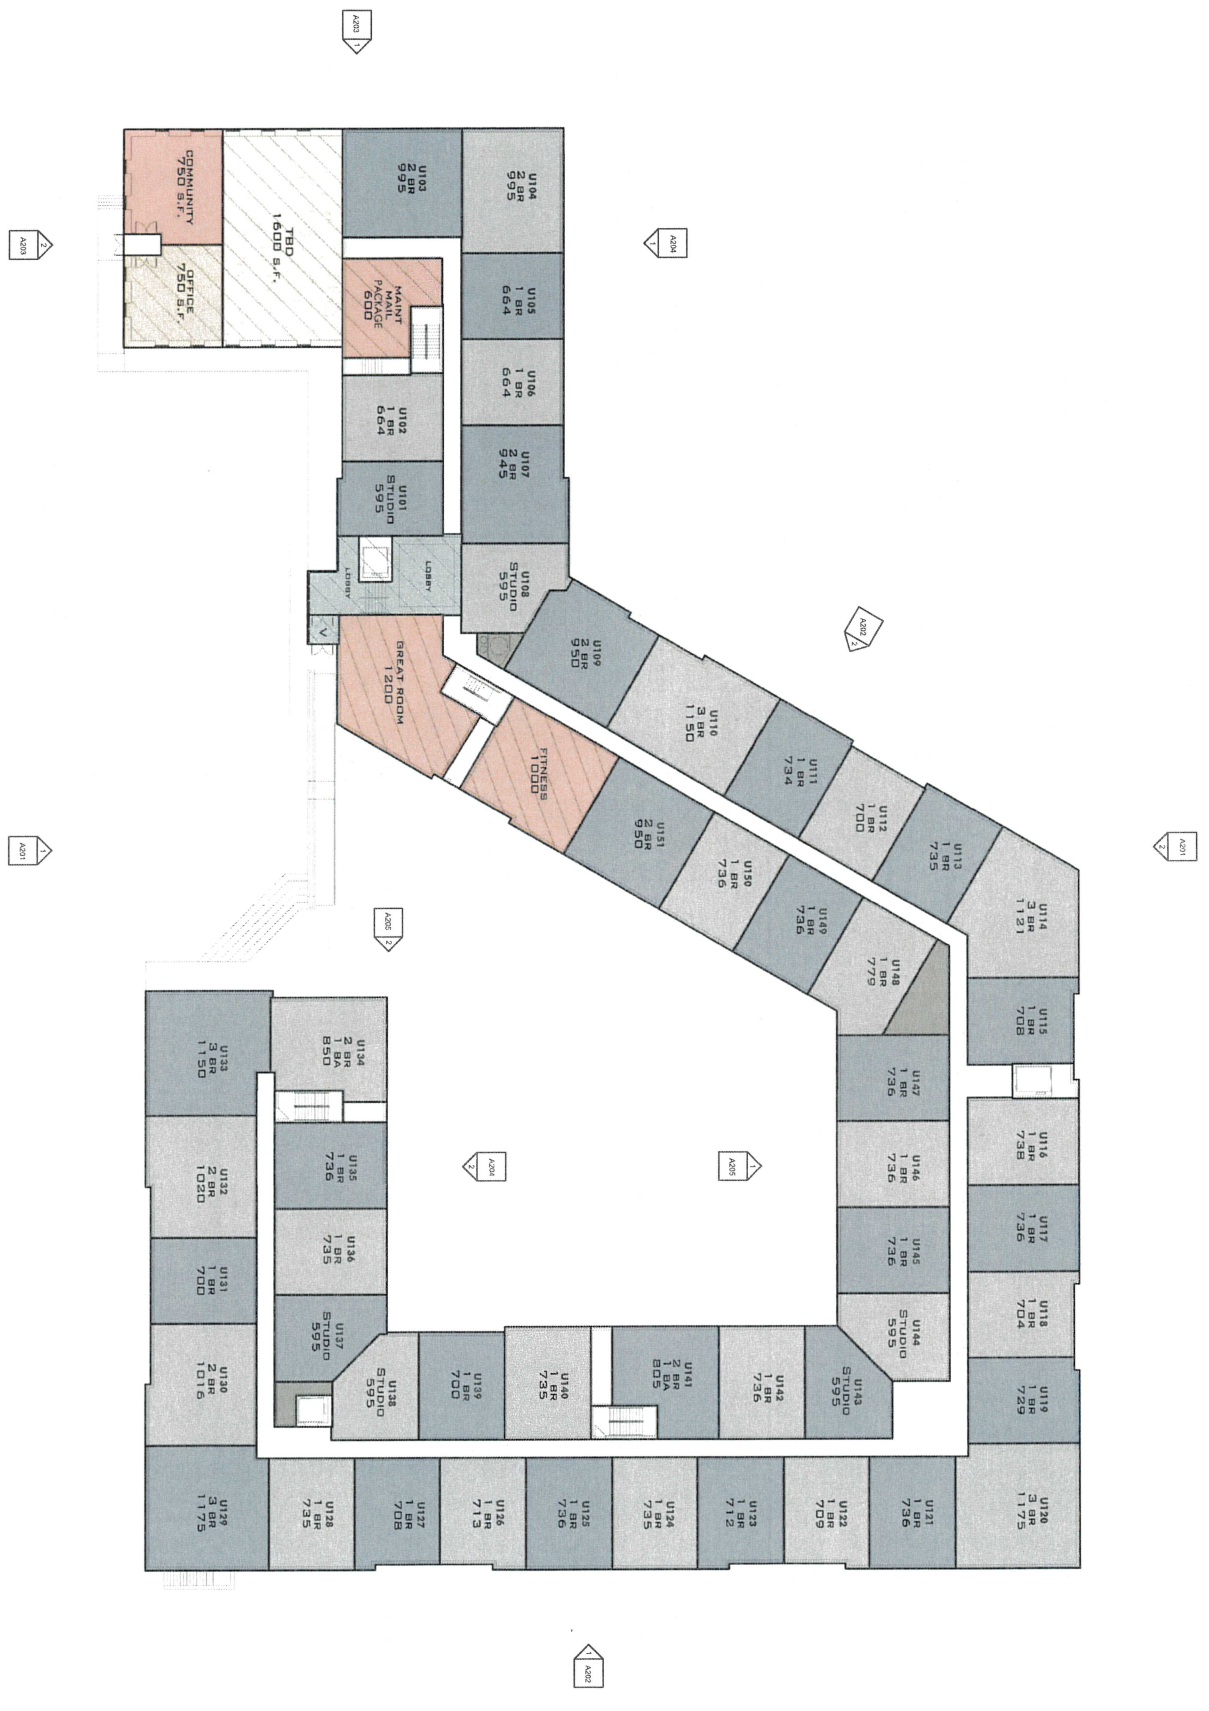 A203
1
COMMUNITY
750 S.F.
OFFICE
750 S.F.
TBD
1600 S.F.
U103
2 BR
995
U104
2 BR
995
A203
2
A204
1
MAINT
MAIL
PACKAGE
600
U105
1 BR
664
U106
1 BR
664
U102
1 BR
664
U101
STUDIO
595
U107
2 BR
945
LOBBY
LOBBY
V
U108
STUDIO
595
GREAT ROOM
1200
FITNESS
1000
U109
2 BR
950
A202
2
U110
3 BR
1150
U111
1 BR
734
U112
1 BR
700
U113
1 BR
735
U114
3 BR
1121
A201
2
A201
1
U151
2 BR
950
U150
1 BR
736
U149
1 BR
736
U148
1 BR
779
A205
2
U115
1 BR
708
U133
3 BR
1150
U134
2 BR
1 BA
850
U147
1 BR
736
U116
1 BR
738
U132
2 BR
1020
U135
1 BR
736
A204
2
A205
1
U146
1 BR
736
U117
1 BR
736
U131
1 BR
700
U136
1 BR
735
U145
1 BR
736
U118
1 BR
704
U130
2 BR
1016
U137
STUDIO
595
U138
STUDIO
595
U139
1 BR
700
U140
1 BR
735
U141
2 BR
1 BA
805
U142
1 BR
736
U143
STUDIO
595
U144
STUDIO
595
U119
1 BR
729
U129
3 BR
1175
U128
1 BR
735
U127
1 BR
708
U126
1 BR
713
U125
1 BR
736
U124
1 BR
735
U123
1 BR
712
U122
1 BR
709
U121
1 BR
736
U120
3 BR
1175
A202
1